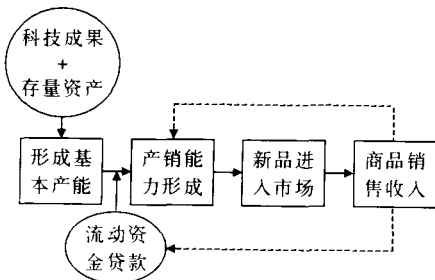 科技成果
+
存量资产
形成基
本产能
产销能
力形成
新品进
入市场
商品销
售收入
流动资
金贷款